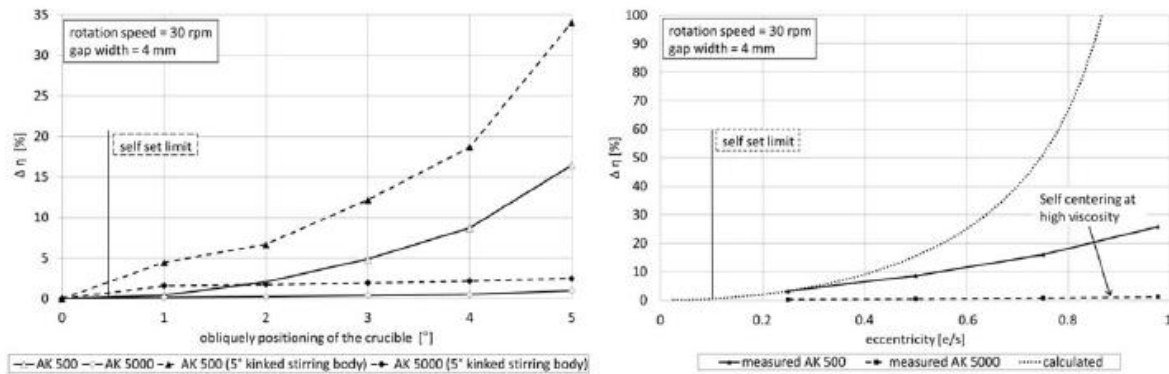 35
30
25
20
15
10
5
0
Δ η [%]
rotation speed = 30 rpm
gap width = 4 mm
self set limit
0 1 2 3 4 5
obliquely positioning of the crucible [°]
AK 500 AK 5000 AK 500 (5° kinked stirring body) AK 5000 (5° kinked stirring body)
100
90
80
70
60
50
40
30
20
10
0
Δ η [%]
rotation speed = 30 rpm
gap width = 4 mm
self set limit
Self centering at
high viscosity
0 0.2 0.4 0.6 0.8 1
eccentricity [e/s]
measured AK 500 measured AK 5000 calculated